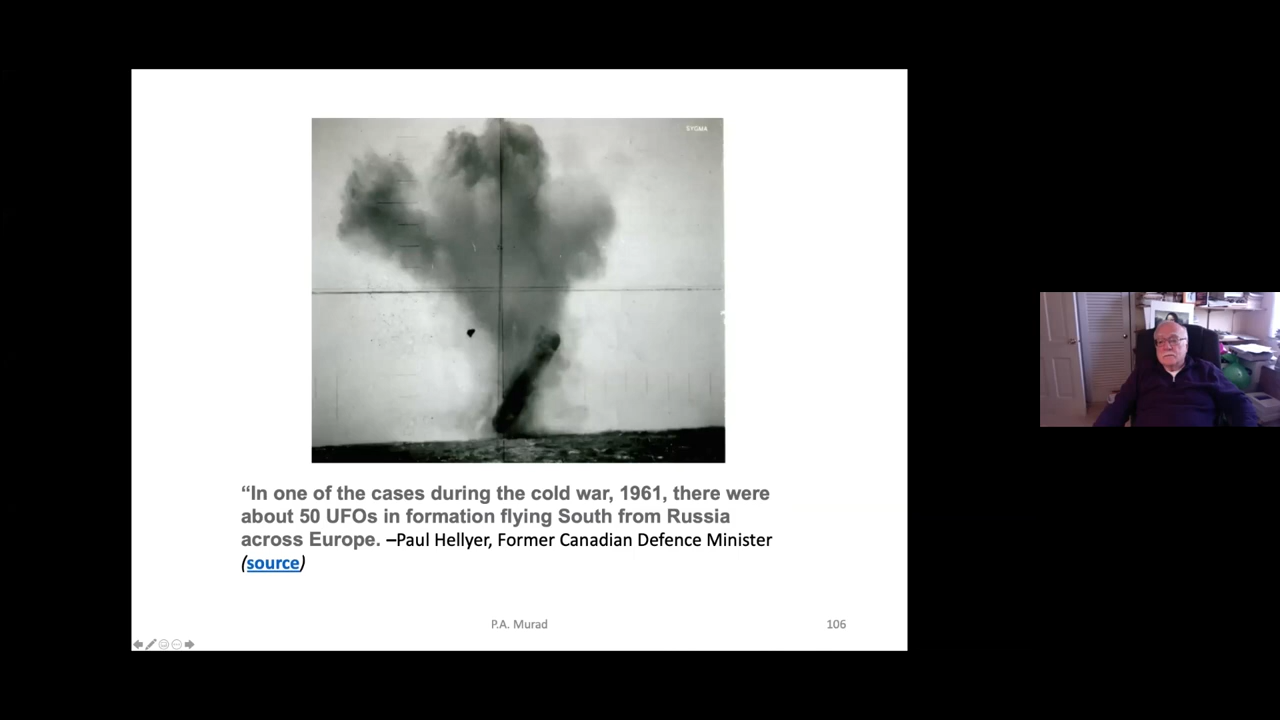 SYGMA
“In one of the cases during the cold war, 1961, there were
about 50 UFOs in formation flying South from Russia
across Europe. –Paul Hellyer, Former Canadian Defence Minister
(source)
P.A. Murad
106